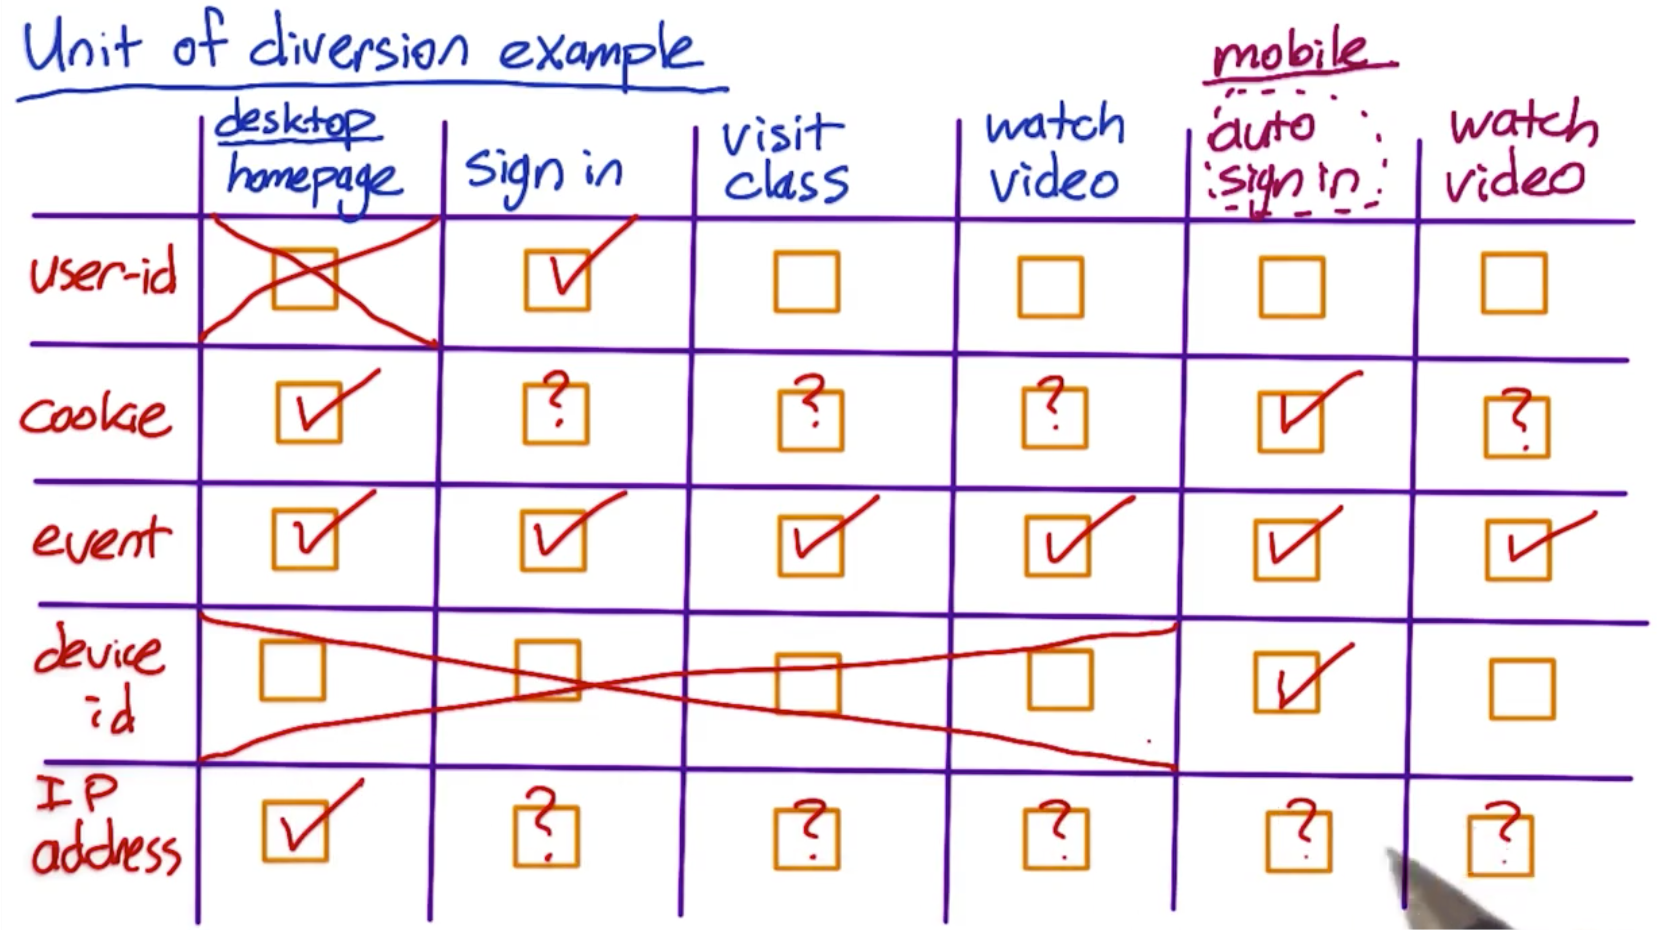 Unit of diversion example
mobile
desktop
homepage
sign in
visit
class
watch
video
auto
sign in
watch
video
user-id
cookie
? ? ? ?
event
device
id
IP
address
? ? ? ? ?